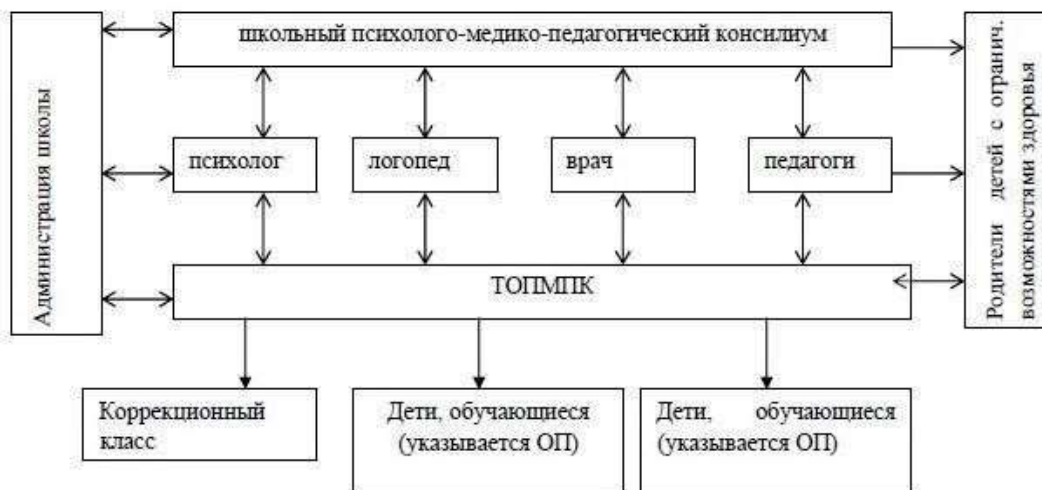 школьный психолого-медико-педагогический консилиум
Администрация школы
психолог
логопед
врач
педагоги
Родители детей с огранич.
возможностями здоровья
ТОПМПК
Коррекционный
класс
Дети, обучающиеся
(указывается ОП)
Дети, обучающиеся
(указывается ОП)